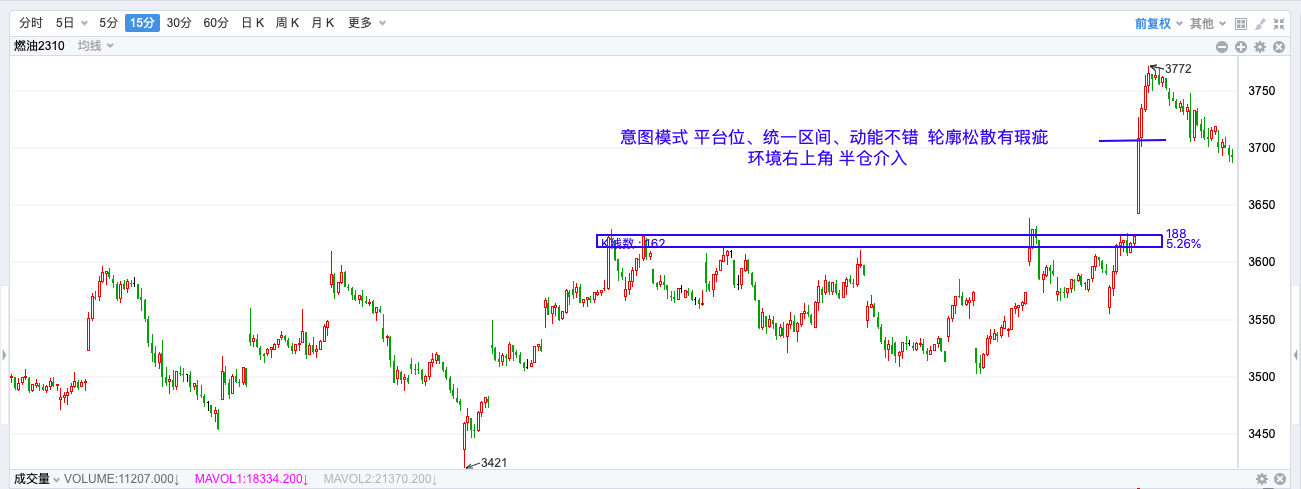 分时 5日 5分 15分 30分 60分 日 K 周 K 月 K 更多 前复权 其他
燃油2310 均线
3772
3750
意图模式 平台位、统一区间、动能不错 轮廓松散有瑕疵
环境右上角 半仓介入
3700
3650
188
K线数：162 5.26%
3600
3550
3500
3450
3421
成交量 VOLUME:11207.000↓ MAVOL1:18334.200↓ MAVOL2:21370.200↓